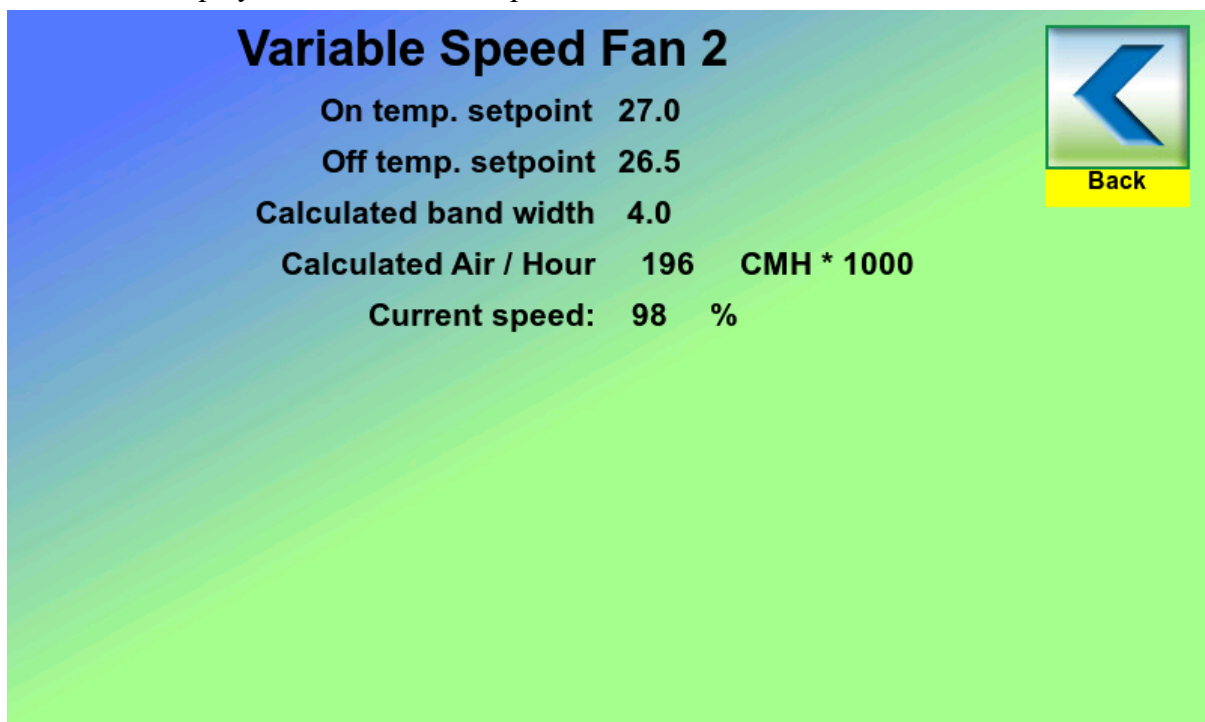 Variable Speed Fan 2
On temp. setpoint 27.0
Off temp. setpoint 26.5
Back
Calculated band width 4.0
Calculated Air / Hour 196 CMH * 1000
Current speed: 98 %